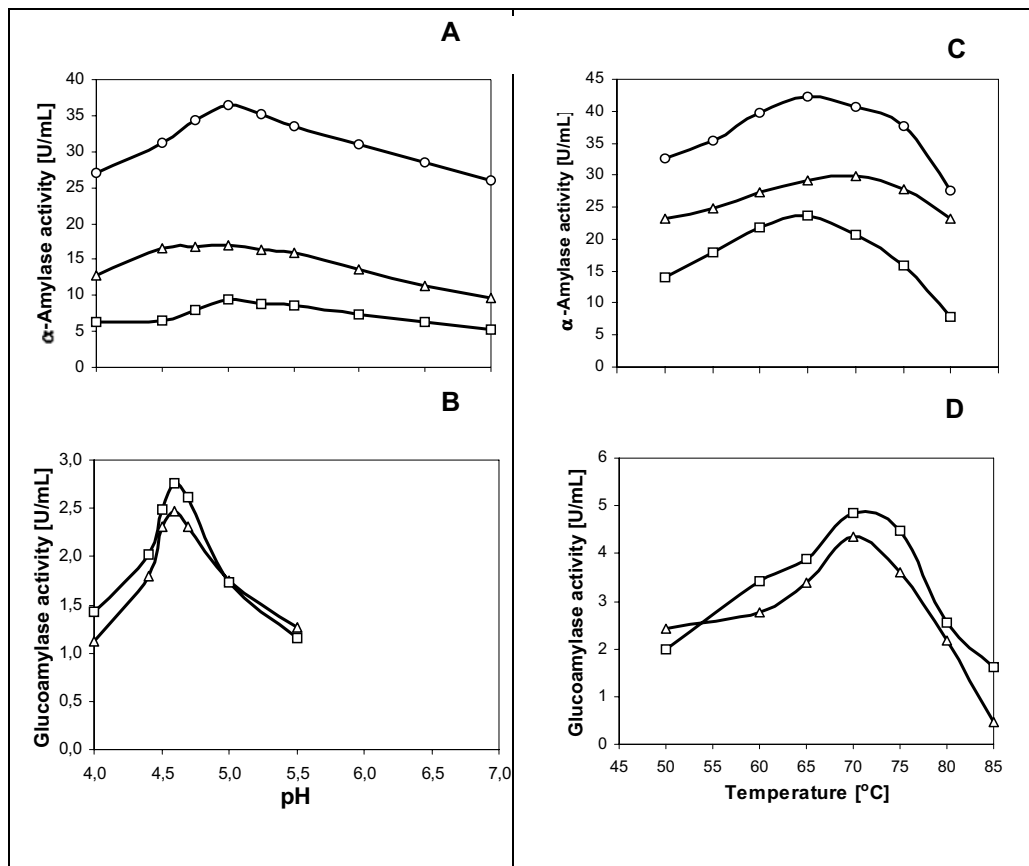 A
α-Amylase activity [U/mL]
40
35
30
25
20
15
10
5
0
B
Glucoamylase activity [U/mL]
3,0
2,5
2,0
1,5
1,0
0,5
0,0
4,0 4,5 5,0 5,5 6,0 6,5 7,0
pH
C
α-Amylase activity [U/mL]
45
40
35
30
25
20
15
10
5
0
D
Glucoamylase activity [U/mL]
6
5
4
3
2
1
0
45 50 55 60 65 70 75 80 85
Temperature [°C]